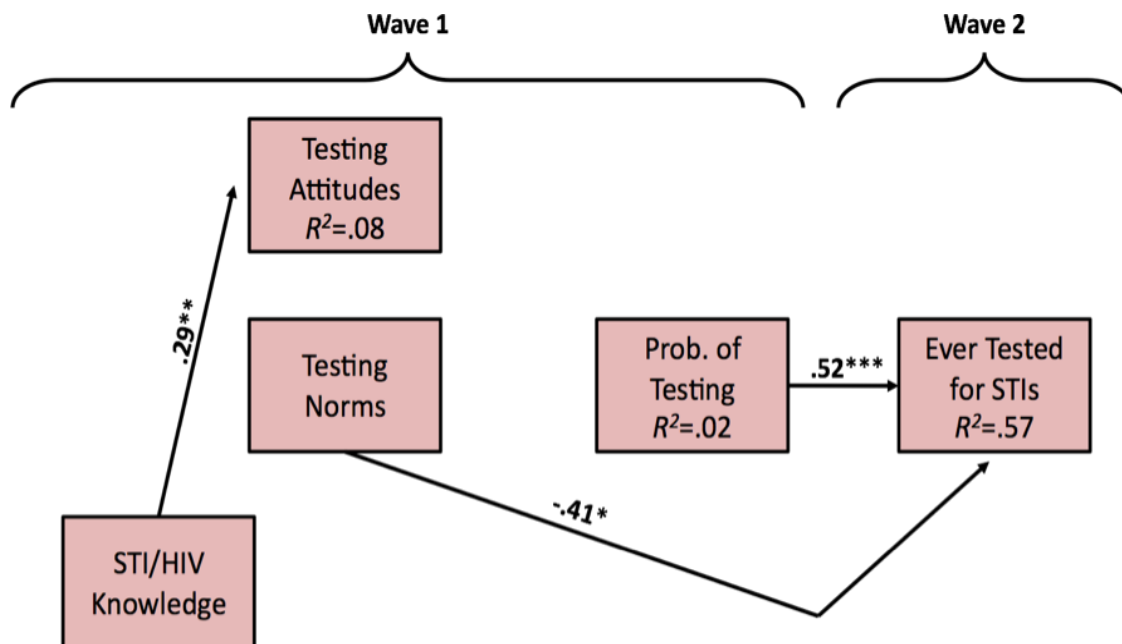 Wave 1
Wave 2
Testing
Attitudes
R²=.08
.29**
Testing
Norms
Prob. of
Testing
R²=.02
.52***
Ever Tested
for STIs
R²=.57
-.41*
STI/HIV
Knowledge